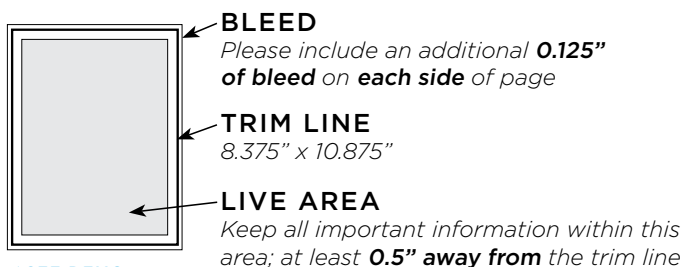 BLEED
Please include an additional 0.125”
of bleed on each side of page
TRIM LINE
8.375” x 10.875”
LIVE AREA
Keep all important information within this
area; at least 0.5” away from the trim line